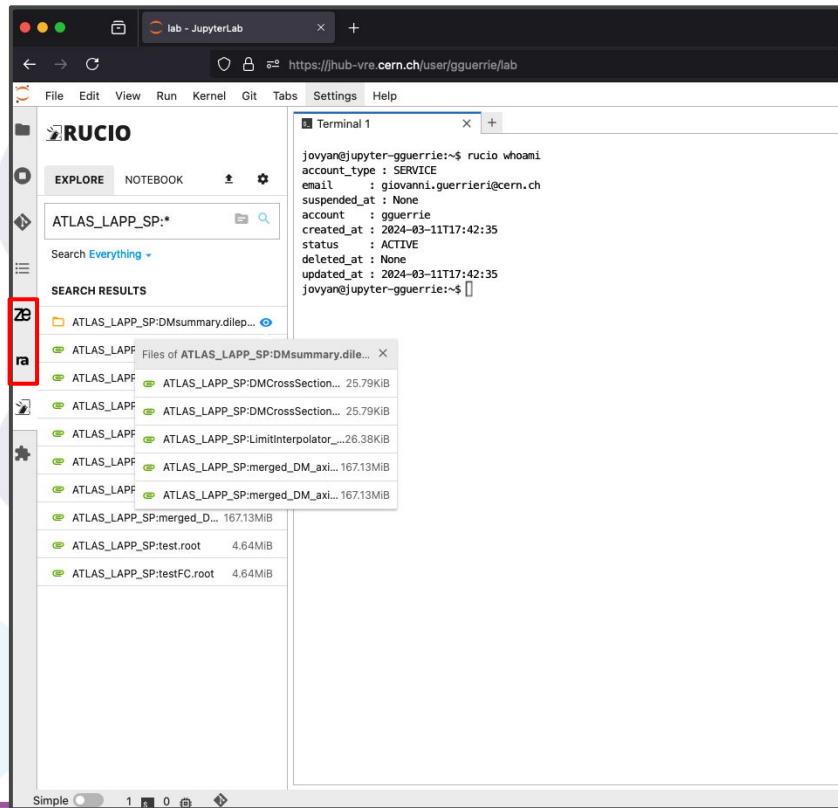 lab - JupyterLab × +
https://jhub-vre.cern.ch/user/gguerrie/lab
File Edit View Run Kernel Git Tabs Settings Help
RUCIO
EXPLORE NOTEBOOK
ATLAS_LAPP_SP:*
Search Everything
SEARCH RESULTS
ATLAS_LAPP_SP:DMsummary.dilep...
ATLAS_LAPP
ATLAS_LAPP
ATLAS_LAPP
ATLAS_LAPP
ATLAS_LAPP
ATLAS_LAPP
ATLAS_LAPP_SP:merged_D... 167.13MiB
ATLAS_LAPP_SP:test.root 4.64MiB
ATLAS_LAPP_SP:testFC.root 4.64MiB
Files of ATLAS_LAPP_SP:DMsummary.dile... ×
ATLAS_LAPP_SP:DMCrossSection... 25.79KiB
ATLAS_LAPP_SP:DMCrossSection... 25.79KiB
ATLAS_LAPP_SP:LimitInterpolator_...26.38KiB
ATLAS_LAPP_SP:merged_DM_axi... 167.13MiB
ATLAS_LAPP_SP:merged_DM_axi... 167.13MiB
ze
ra
Terminal 1 × +
jovyan@jupyter-gguerrie:~$ rucio whoami
account_type : SERVICE
email : giovanni.guerrieri@cern.ch
suspended_at : None
account : gguerrie
created_at : 2024-03-11T17:42:35
status : ACTIVE
deleted_at : None
updated_at : 2024-03-11T17:42:35
jovyan@jupyter-gguerrie:~$
Simple 1 0